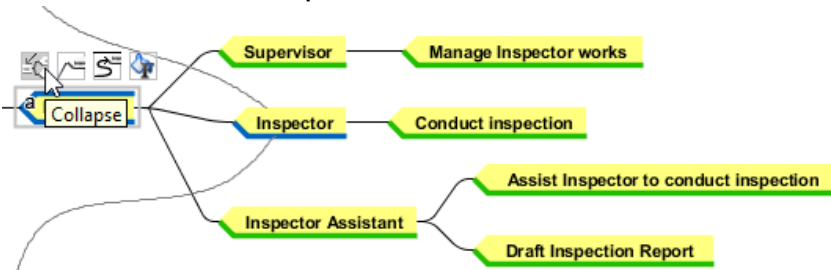 Supervisor
Manage Inspector works
a
Collapse
Inspector
Conduct inspection
Assist Inspector to conduct inspection
Inspector Assistant
Draft Inspection Report